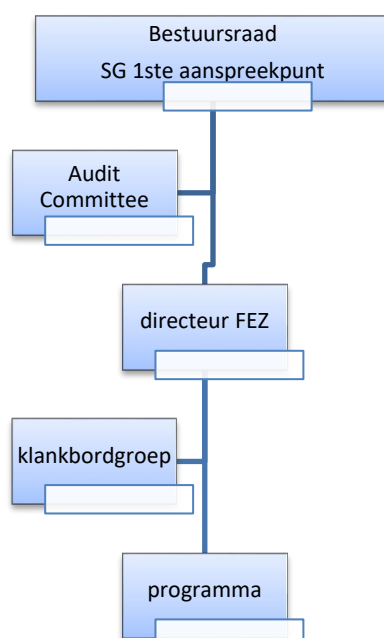 Bestuursraad
SG 1ste aanspreekpunt
Audit
Committee
directeur FEZ
klankbordgroep
programma